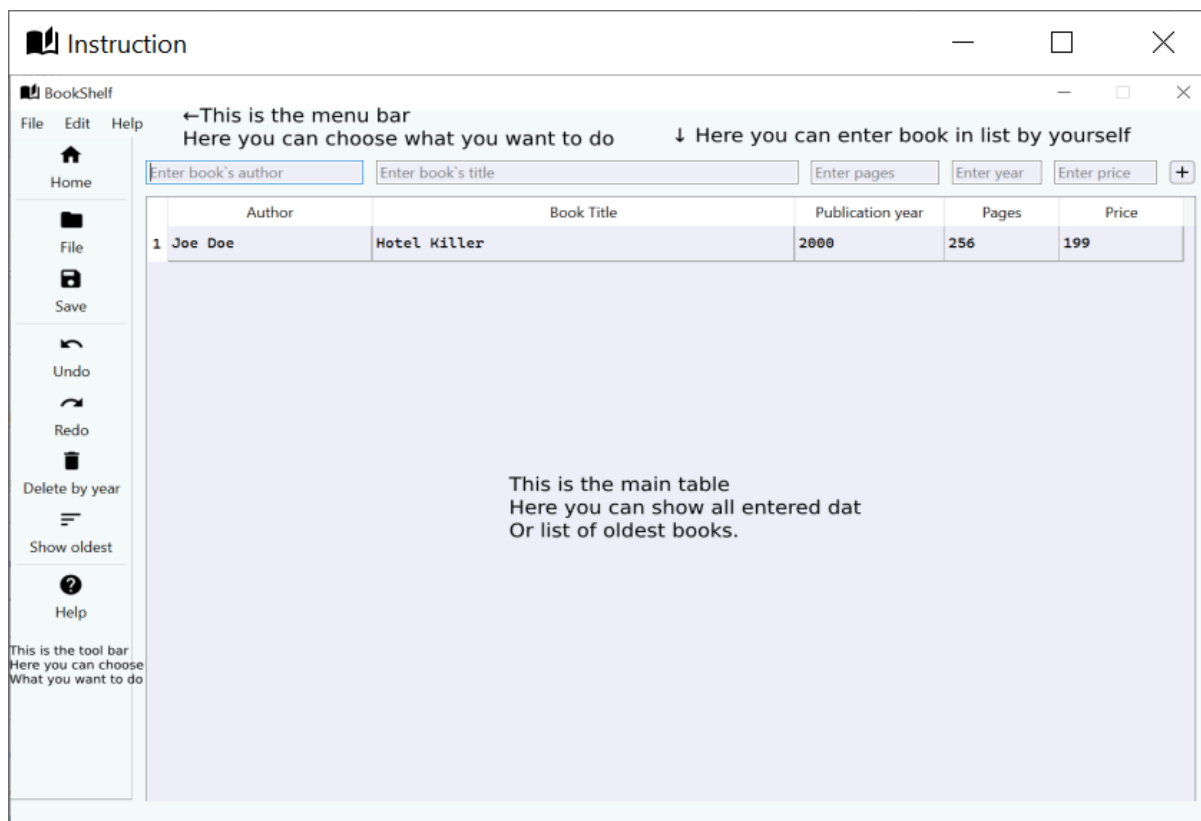 Instruction
BookShelf
File Edit Help
←This is the menu bar
Here you can choose what you want to do
↓ Here you can enter book in list by yourself
Enter book`s author Enter book`s title Enter pages Enter year Enter price +
Home
File
Save
Undo
Redo
Delete by year
Show oldest
Help
This is the tool bar
Here you can choose
What you want to do
Author Book Title Publication year Pages Price
1 Joe Doe Hotel Killer 2000 256 199
This is the main table
Here you can show all entered dat
Or list of oldest books.